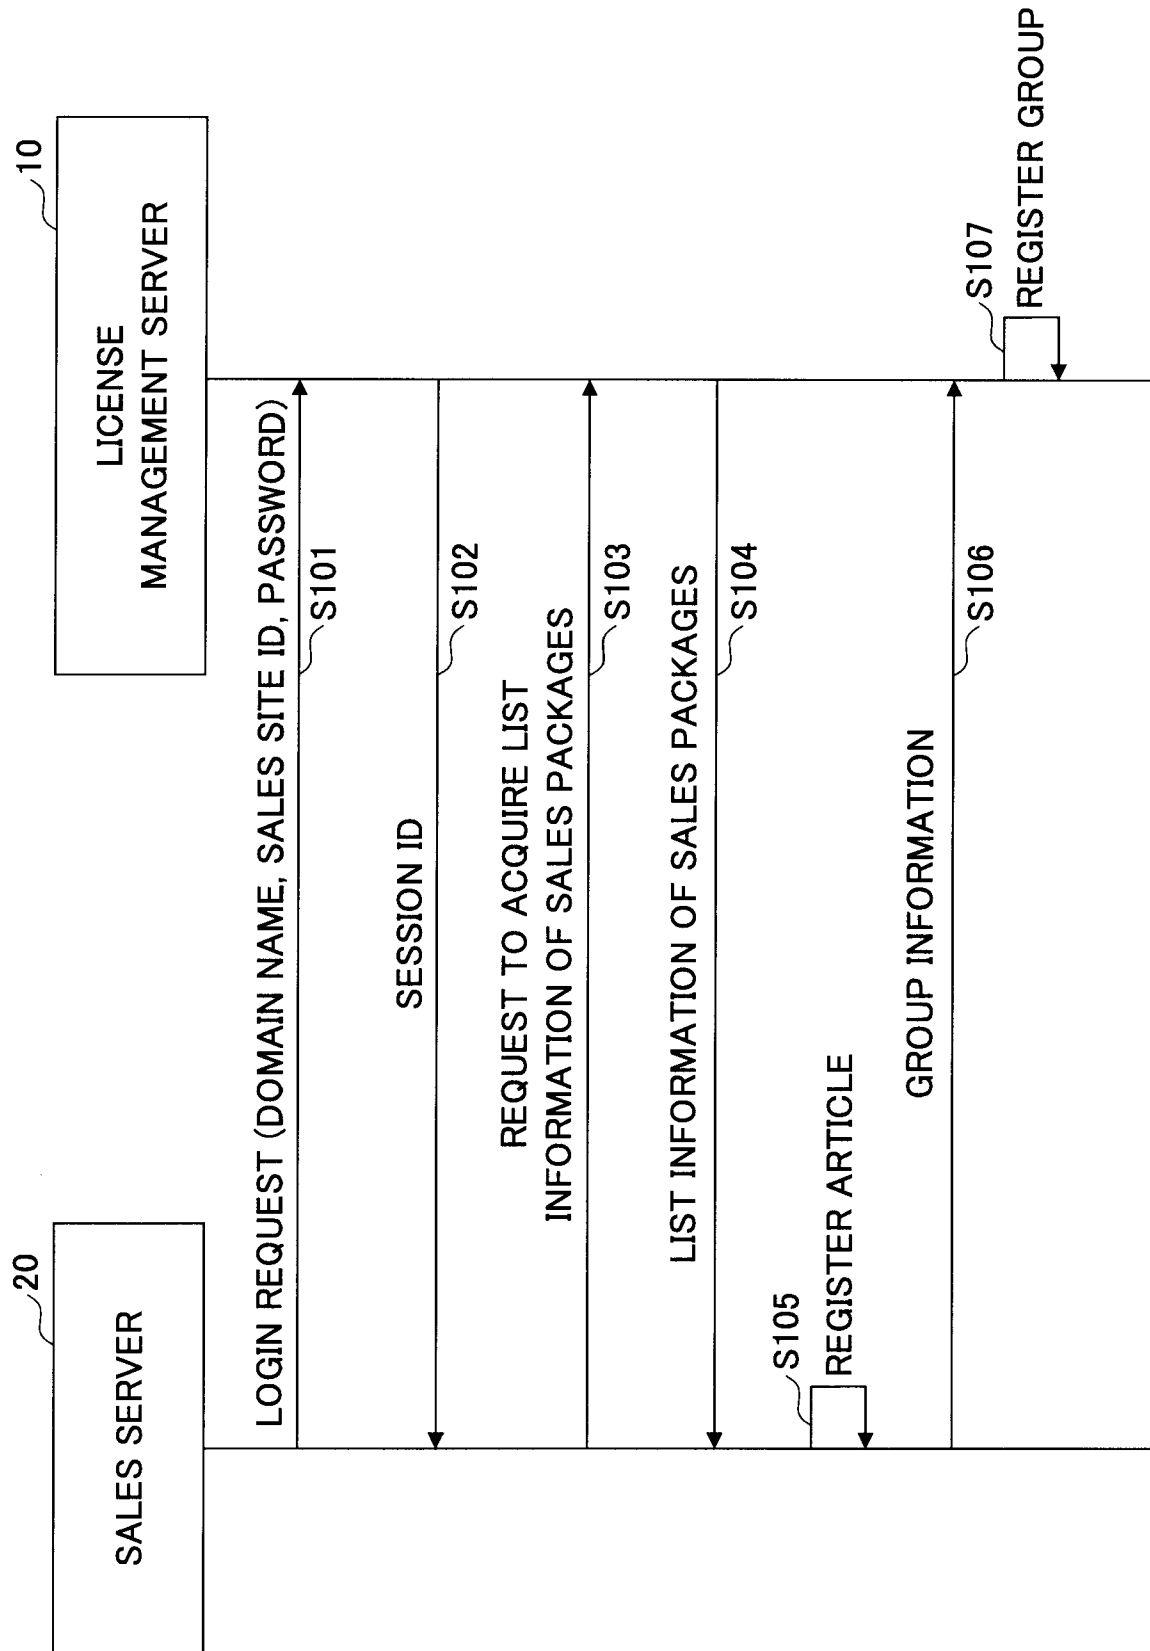 20
SALES SERVER
10
LICENSE
MANAGEMENT SERVER
LOGIN REQUEST (DOMAIN NAME, SALES SITE ID, PASSWORD)
S101
SESSION ID
S102
REQUEST TO ACQUIRE LIST
INFORMATION OF SALES PACKAGES
S103
LIST INFORMATION OF SALES PACKAGES
S104
S105
REGISTER ARTICLE
GROUP INFORMATION
S106
S107
REGISTER GROUP